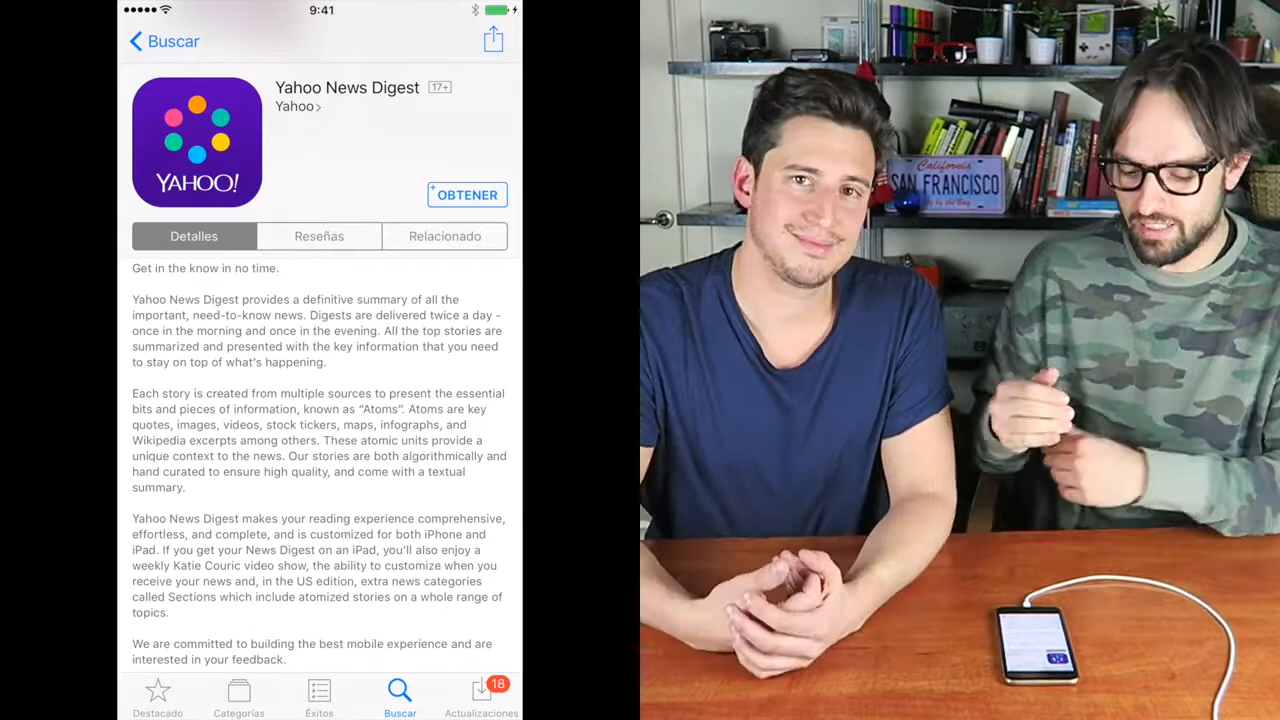 9:41
Buscar
Yahoo News Digest 17+
Yahoo >
YAHOO!
+OBTENER
Detalles Reseñas Relacionado
Get in the know in no time.
Yahoo News Digest provides a definitive summary of all the
important, need-to-know news. Digests are delivered twice a day -
once in the morning and once in the evening. All the top stories are
summarized and presented with the key information that you need
to stay on top of what's happening.
Each story is created from multiple sources to present the essential
bits and pieces of information, known as “Atoms”. Atoms are key
quotes, images, videos, stock tickers, maps, infographs, and
Wikipedia excerpts among others. These atomic units provide a
unique context to the news. Our stories are both algorithmically and
hand curated to ensure high quality, and come with a textual
summary.
Yahoo News Digest makes your reading experience comprehensive,
effortless, and complete, and is customized for both iPhone and
iPad. If you get your News Digest on an iPad, you'll also enjoy a
weekly Katie Couric video show, the ability to customize when you
receive your news and, in the US edition, extra news categories
called Sections which include atomized stories on a whole range of
topics.
We are committed to building the best mobile experience and are
interested in your feedback.
18
Destacado Categorías Éxitos Buscar Actualizaciones
California
SAN FRANCISCO
by the Bay